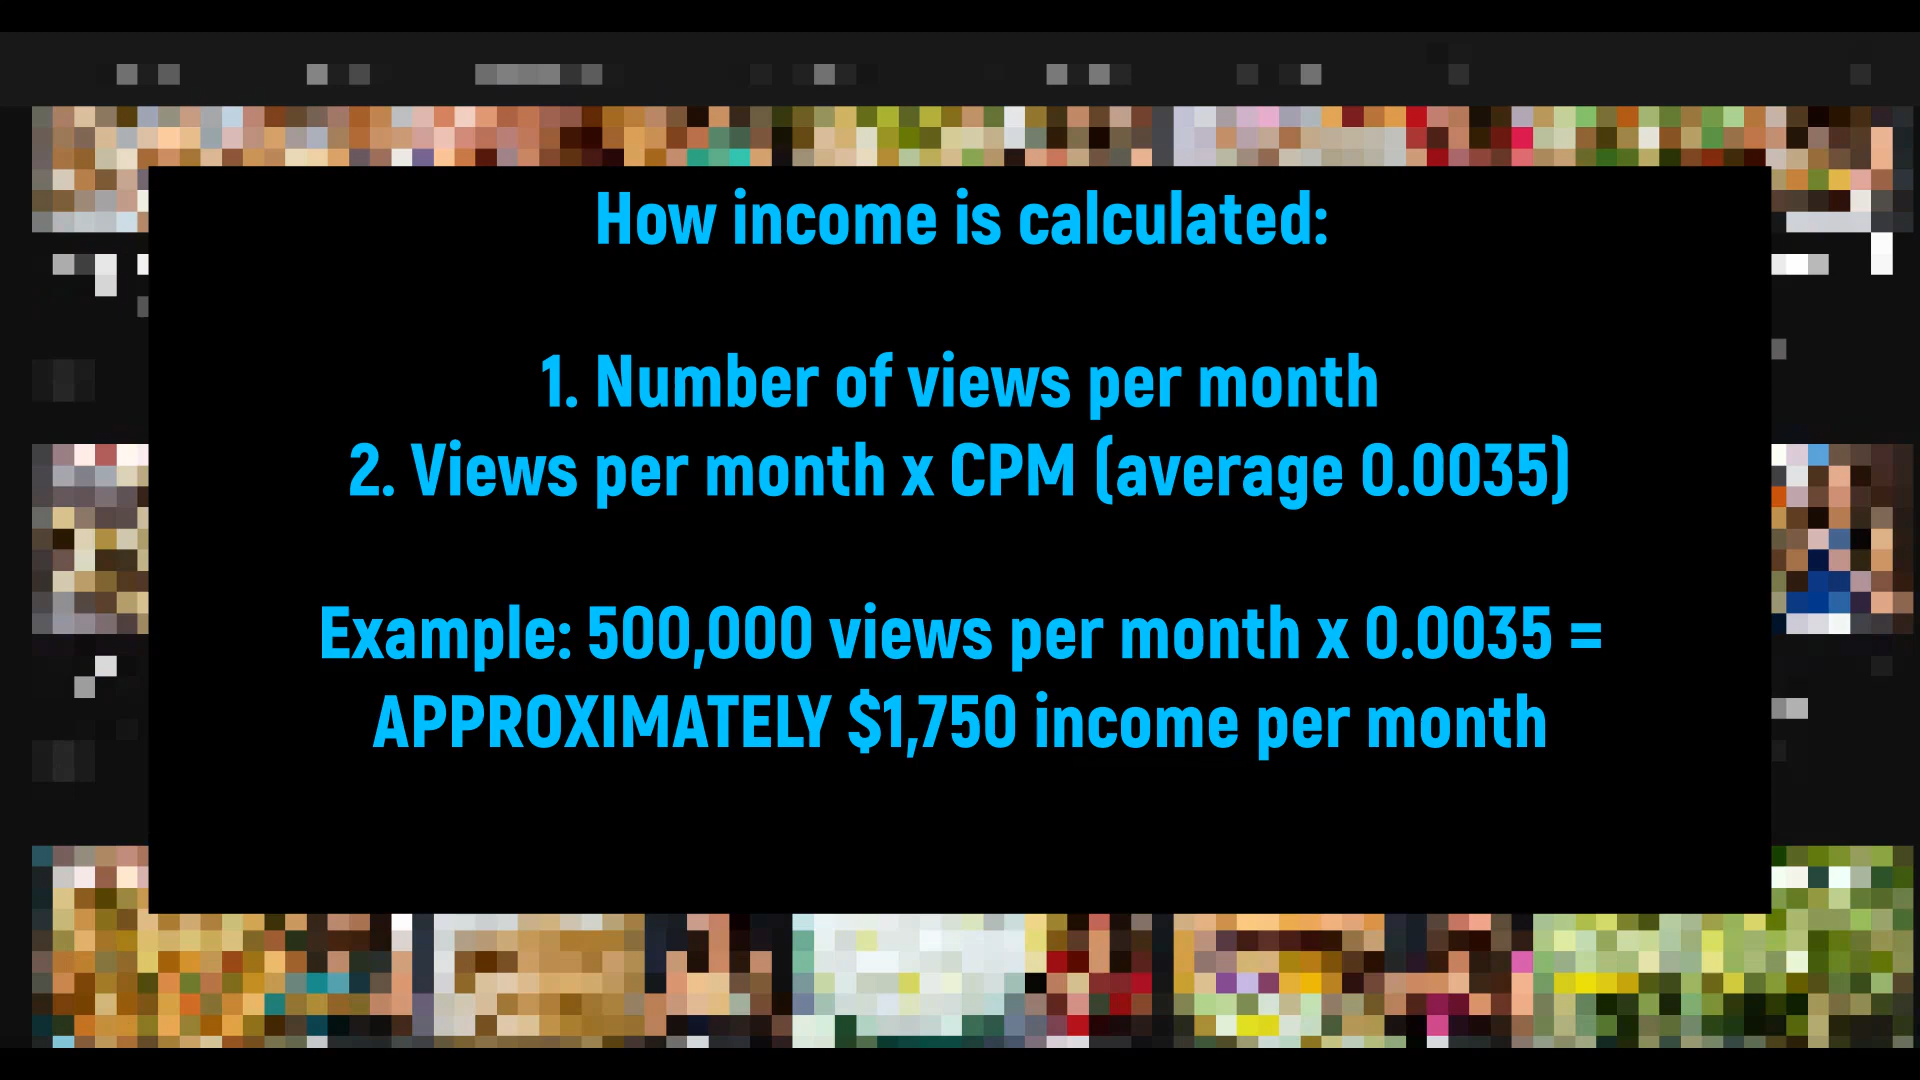 How income is calculated:
1. Number of views per month
2. Views per month x CPM (average 0.0035)
Example: 500,000 views per month x 0.0035 =
APPROXIMATELY $1,750 income per month